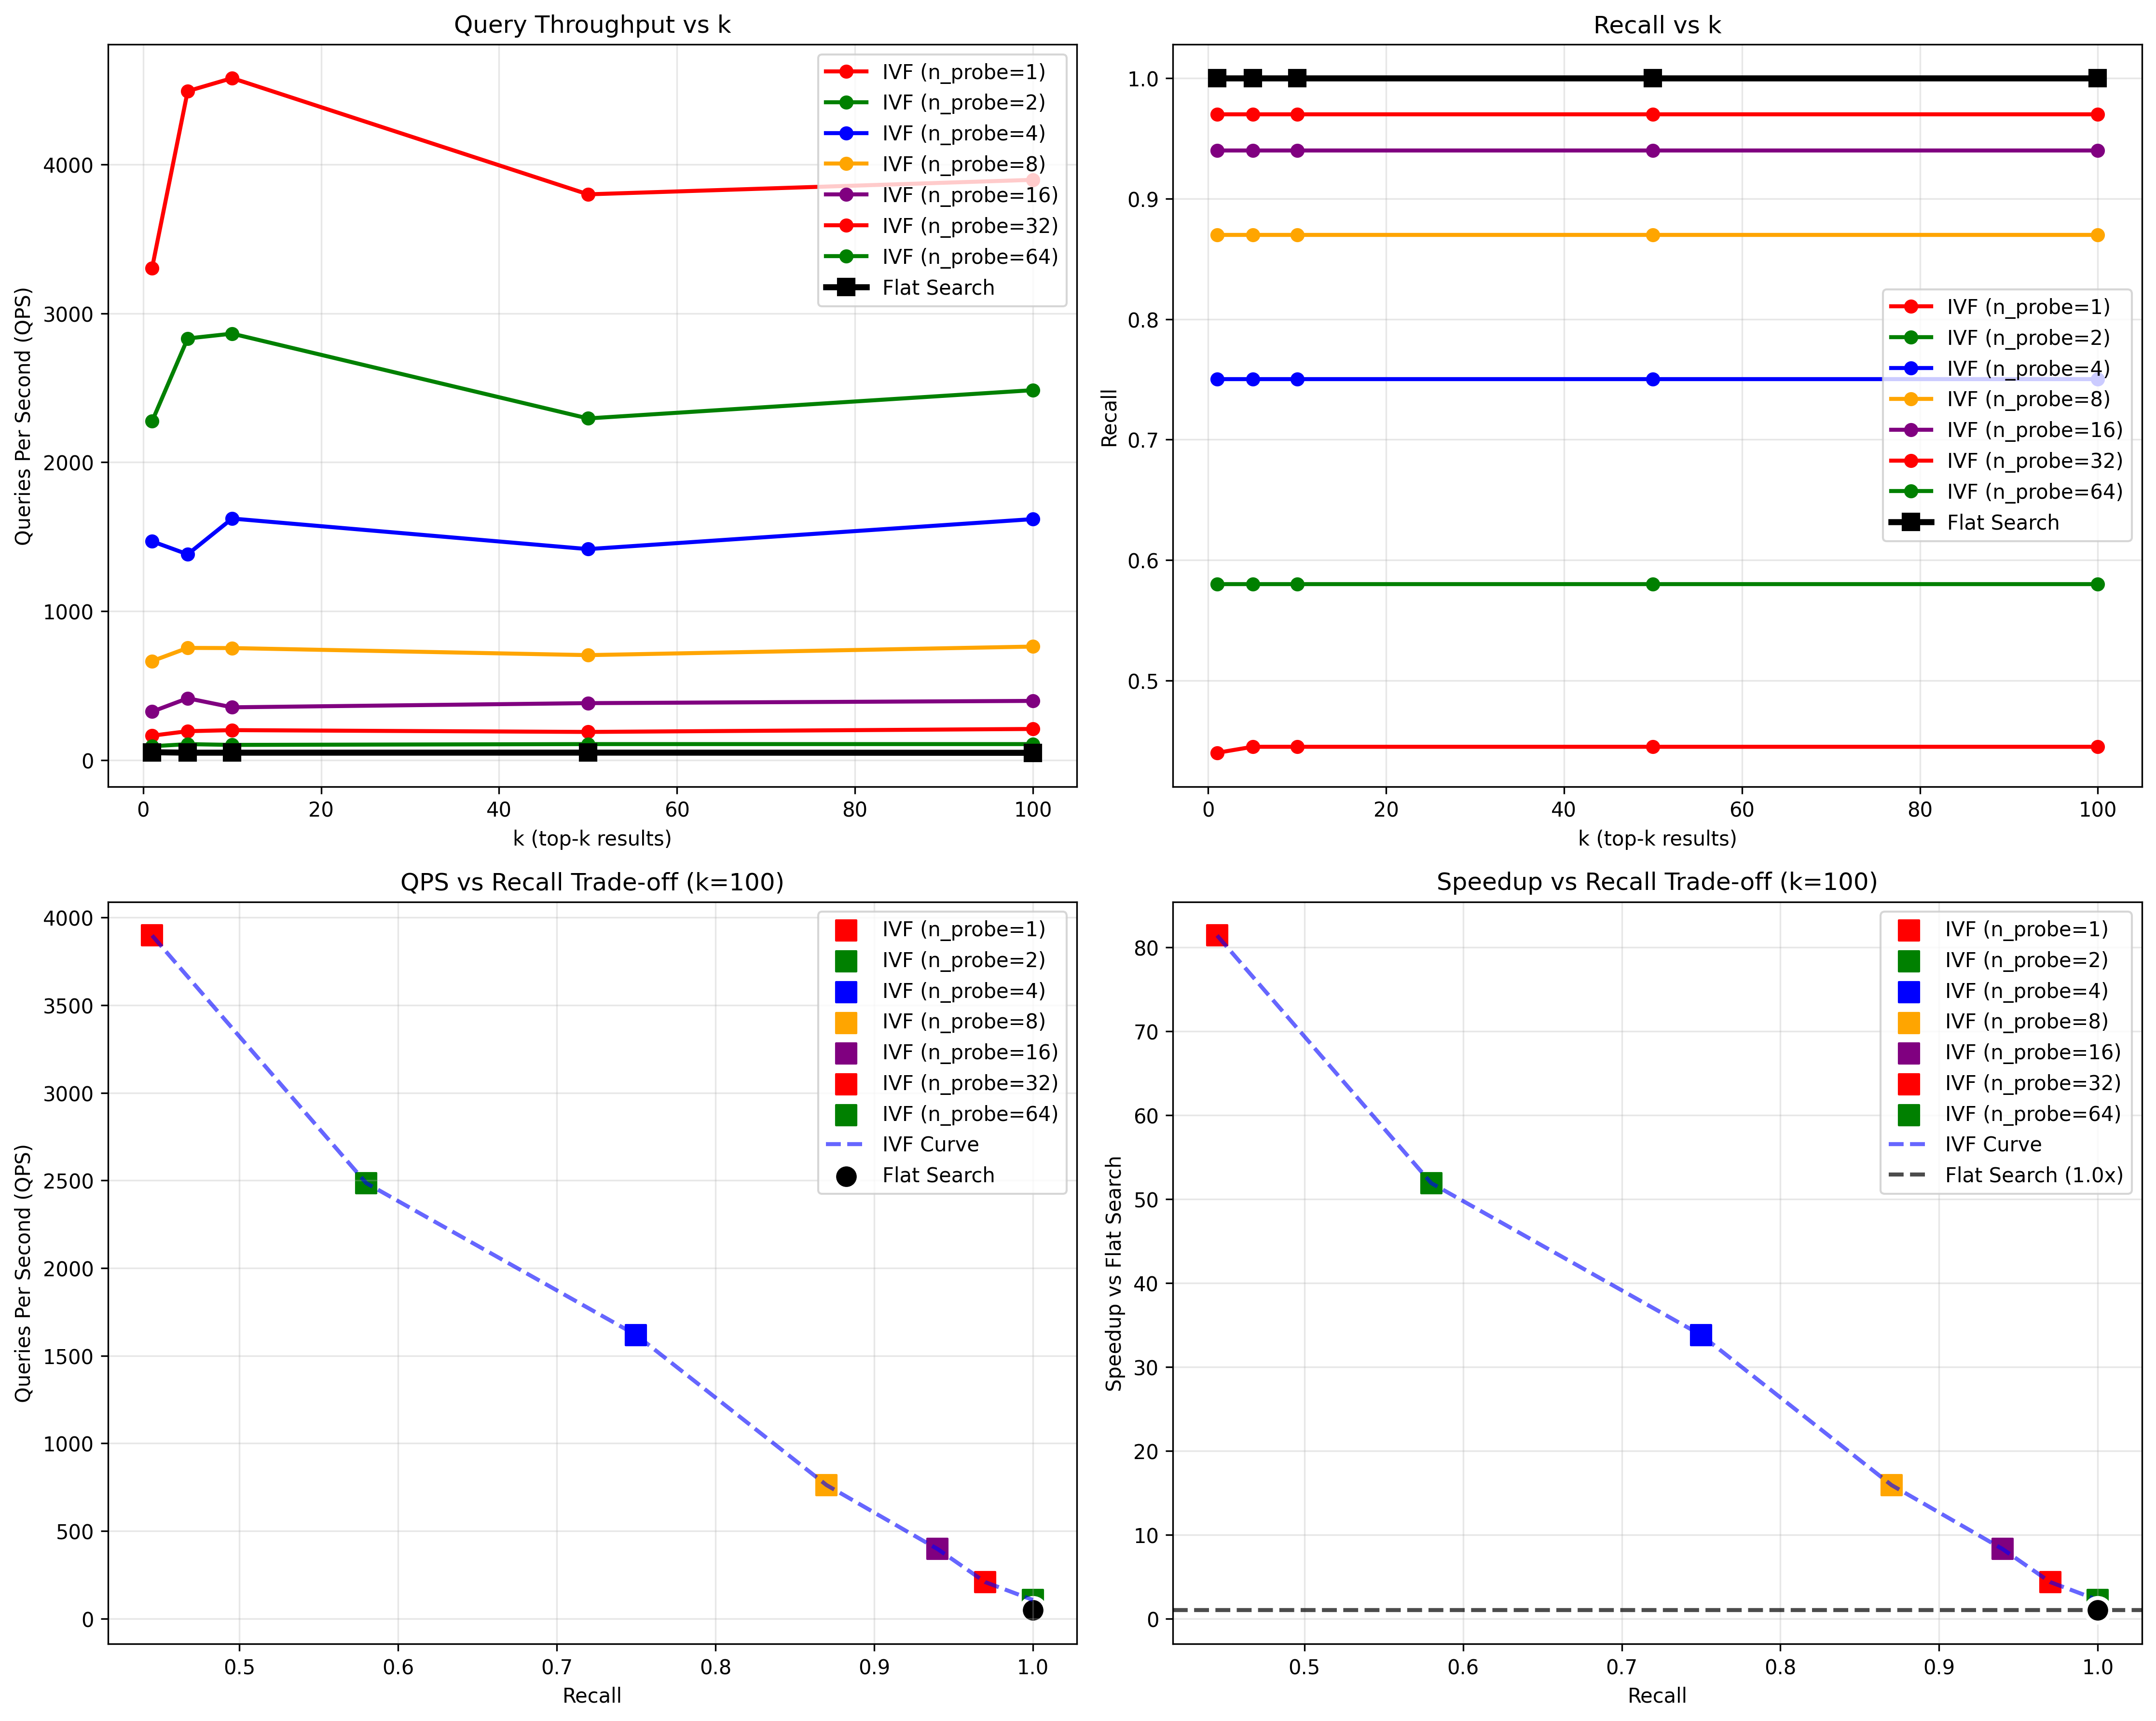 Query Throughput vs k
Queries Per Second (QPS)
4000
3000
2000
1000
0
0 20 40 60 80 100
k (top-k results)
IVF (n_probe=1)
IVF (n_probe=2)
IVF (n_probe=4)
IVF (n_probe=8)
IVF (n_probe=16)
IVF (n_probe=32)
IVF (n_probe=64)
Flat Search
Recall vs k
Recall
1.0
0.9
0.8
0.7
0.6
0.5
0 20 40 60 80 100
k (top-k results)
IVF (n_probe=1)
IVF (n_probe=2)
IVF (n_probe=4)
IVF (n_probe=8)
IVF (n_probe=16)
IVF (n_probe=32)
IVF (n_probe=64)
Flat Search
QPS vs Recall Trade-off (k=100)
Queries Per Second (QPS)
4000
3500
3000
2500
2000
1500
1000
500
0
0.5 0.6 0.7 0.8 0.9 1.0
Recall
IVF (n_probe=1)
IVF (n_probe=2)
IVF (n_probe=4)
IVF (n_probe=8)
IVF (n_probe=16)
IVF (n_probe=32)
IVF (n_probe=64)
IVF Curve
Flat Search
Speedup vs Recall Trade-off (k=100)
Speedup vs Flat Search
80
70
60
50
40
30
20
10
0
0.5 0.6 0.7 0.8 0.9 1.0
Recall
IVF (n_probe=1)
IVF (n_probe=2)
IVF (n_probe=4)
IVF (n_probe=8)
IVF (n_probe=16)
IVF (n_probe=32)
IVF (n_probe=64)
IVF Curve
Flat Search (1.0x)